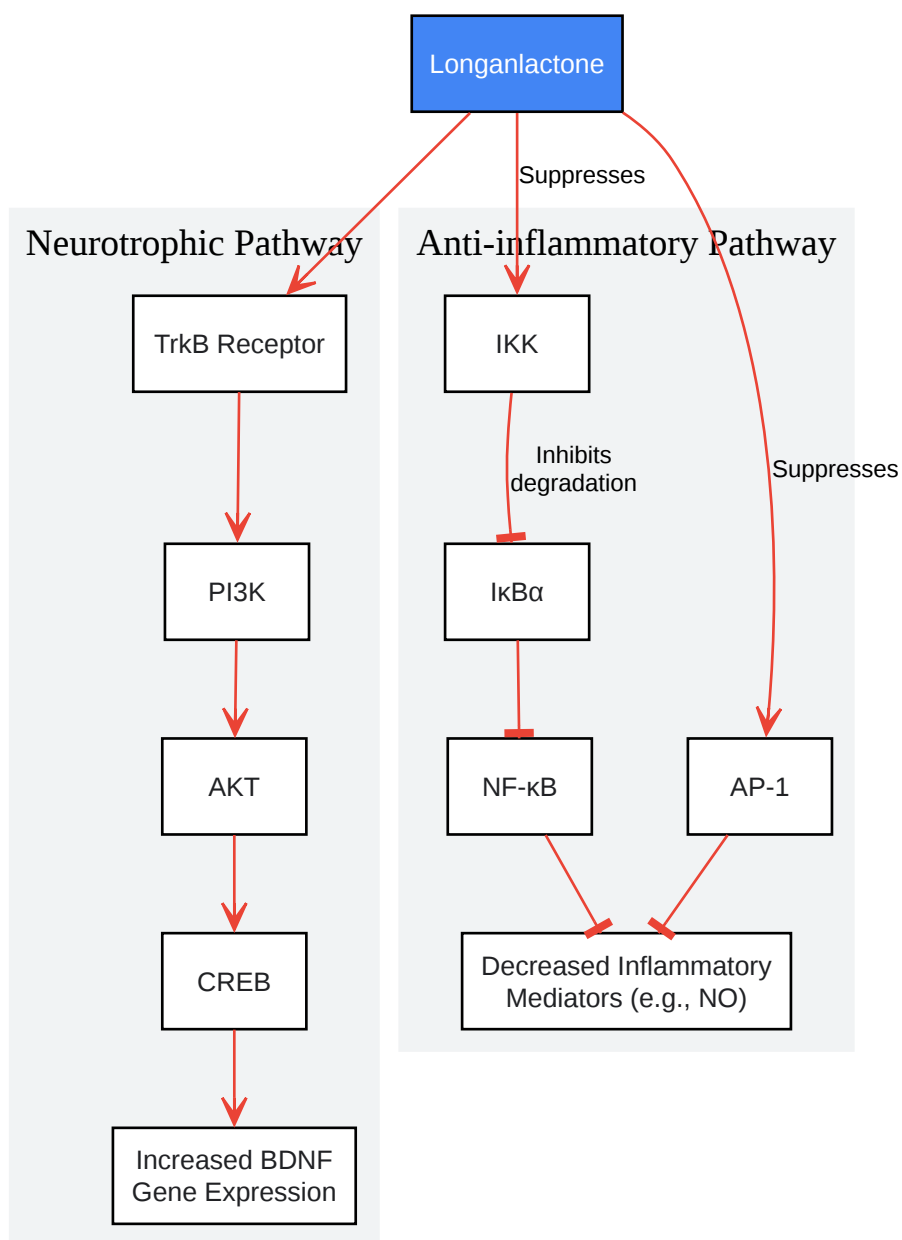 Longanlactone
Suppresses
Neurotrophic Pathway
Anti-inflammatory Pathway
TrkB Receptor
IKK
Inhibits
degradation
Suppresses
PI3K
IκBα
AKT
NF-κB
AP-1
CREB
Decreased Inflammatory
Mediators (e.g., NO)
Increased BDNF
Gene Expression